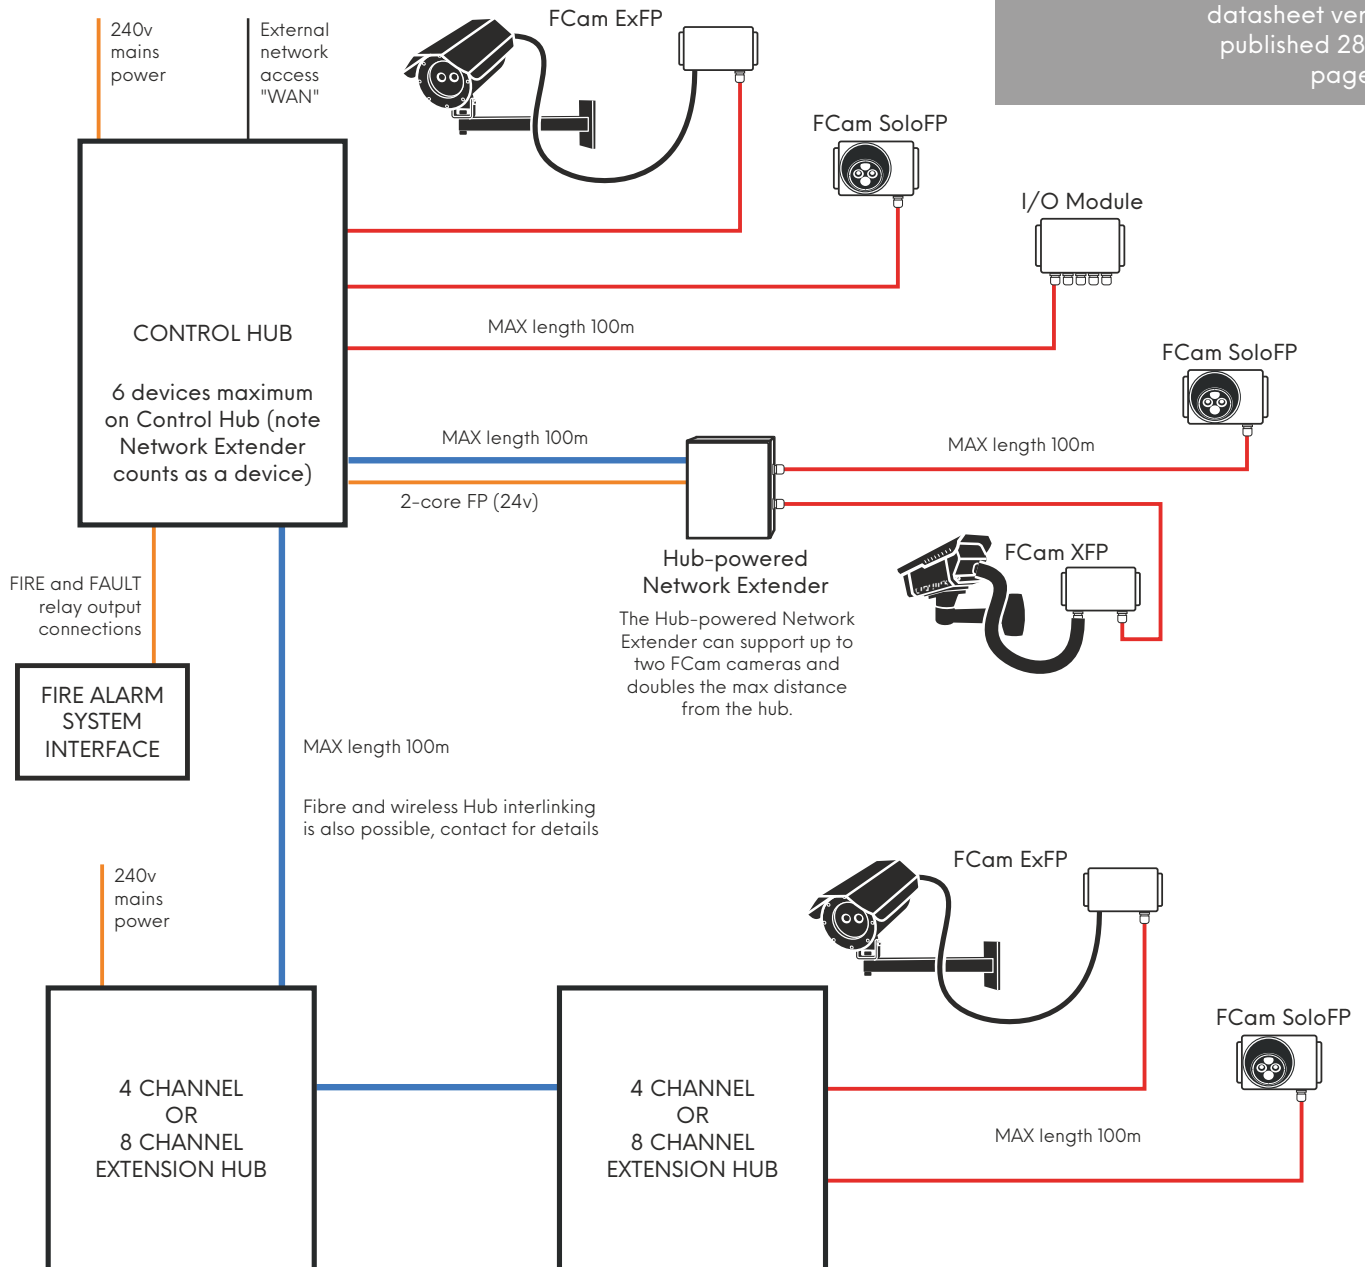 datasheet
published 28
page
240v
mains
power
External
network
access
"WAN"
FCam ExFP
FCam SoloFP
I/O Module
CONTROL HUB
6 devices maximum
on Control Hub (note
Network Extender
counts as a device)
MAX length 100m
FCam SoloFP
MAX length 100m
MAX length 100m
2-core FP (24v)
Hub-powered
Network Extender
The Hub-powered Network
Extender can support up to
two FCam cameras and
doubles the max distance
from the hub.
FCam XFP
FIRE and FAULT
relay output
connections
FIRE ALARM
SYSTEM
INTERFACE
MAX length 100m
Fibre and wireless Hub interlinking
is also possible, contact for details
240v
mains
power
FCam ExFP
FCam SoloFP
4 CHANNEL
OR
8 CHANNEL
EXTENSION HUB
4 CHANNEL
OR
8 CHANNEL
EXTENSION HUB
MAX length 100m